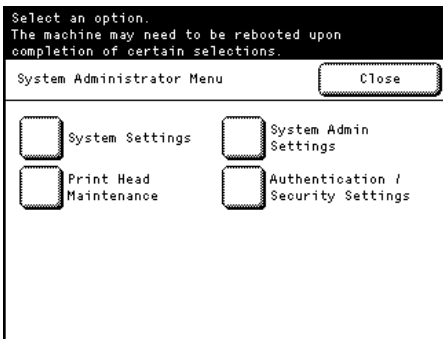 Select an option.
The machine may need to be rebooted upon
completion of certain selections.
System Administrator Menu
Close
System Settings
System Admin
Settings
Print Head
Maintenance
Authentication /
Security Settings